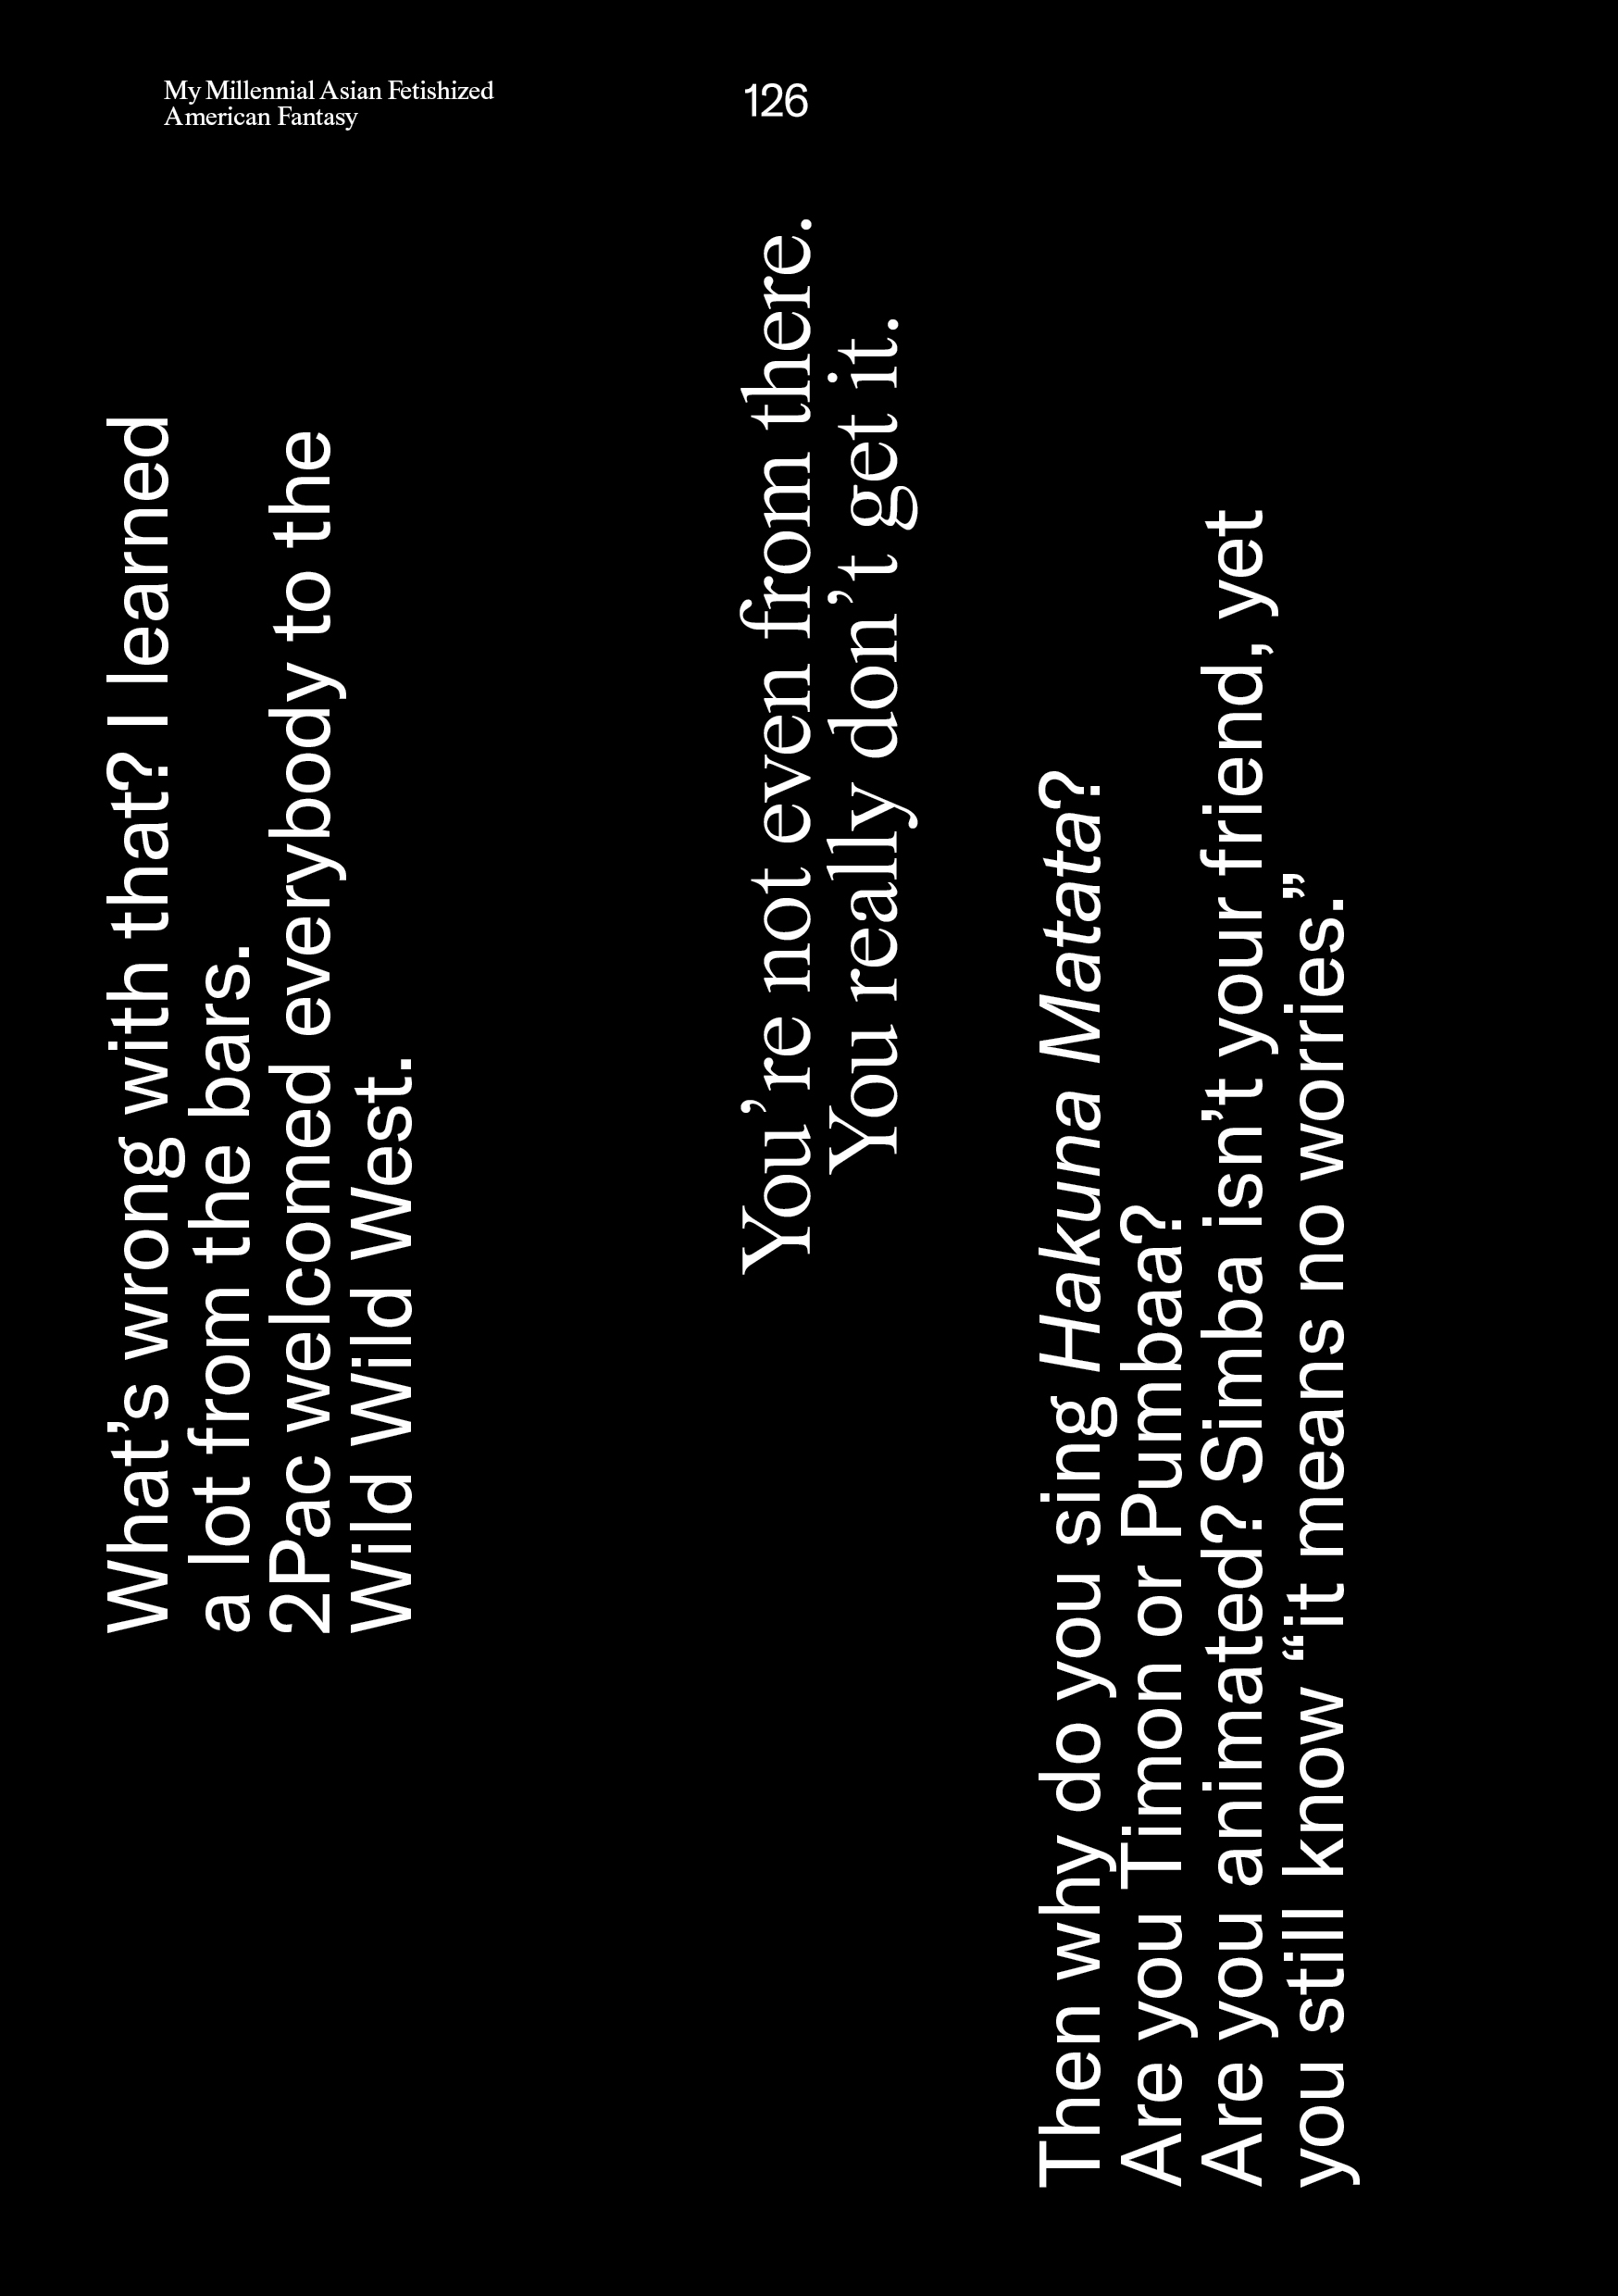 My Millennial Asian Fetishized
American Fantasy
126
What’s wrong with that? I learned
a lot from the bars.
2Pac welcomed everybody to the
Wild Wild West.
You’re not even from there.
You really don’t get it.
Then why do you sing Hakuna Matata?
Are you Timon or Pumbaa?
Are you animated? Simba isn’t your friend, yet
you still know “it means no worries.”